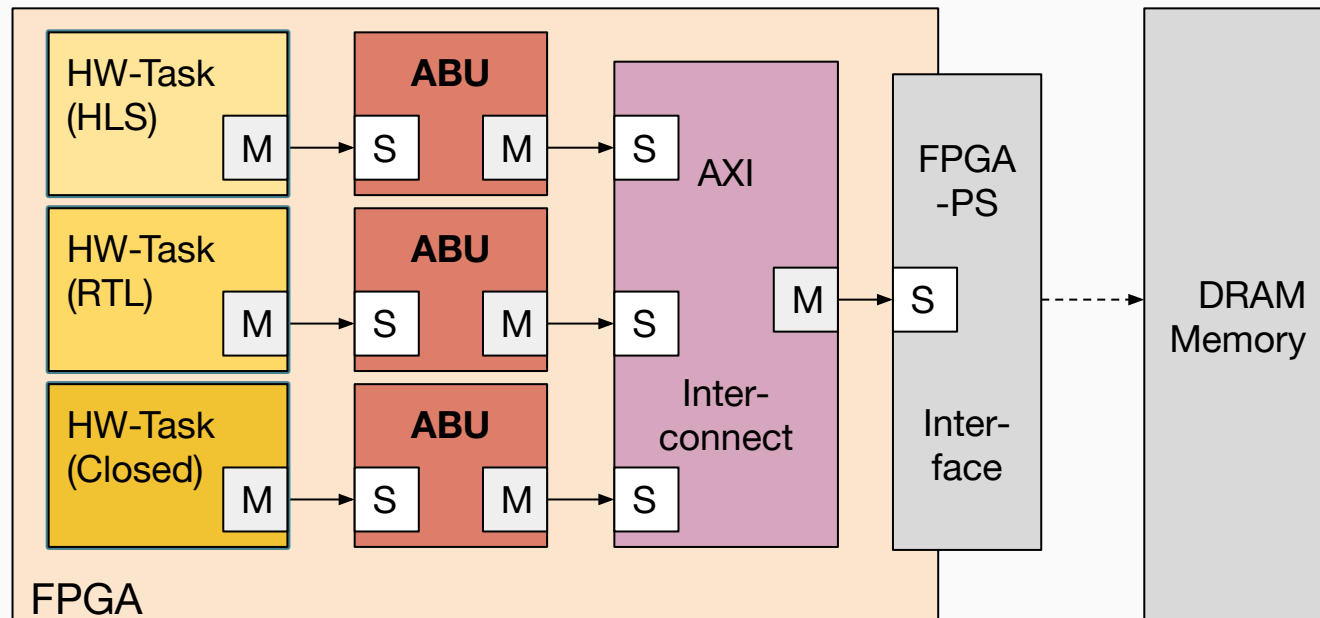 HW-Task
(HLS)
M
ABU
S
M
S
HW-Task
(RTL)
M
ABU
S
M
S
HW-Task
(Closed)
M
ABU
S
M
S
AXI
Inter-
connect
M
FPGA
-PS
S
Inter-
face
DRAM
Memory
FPGA